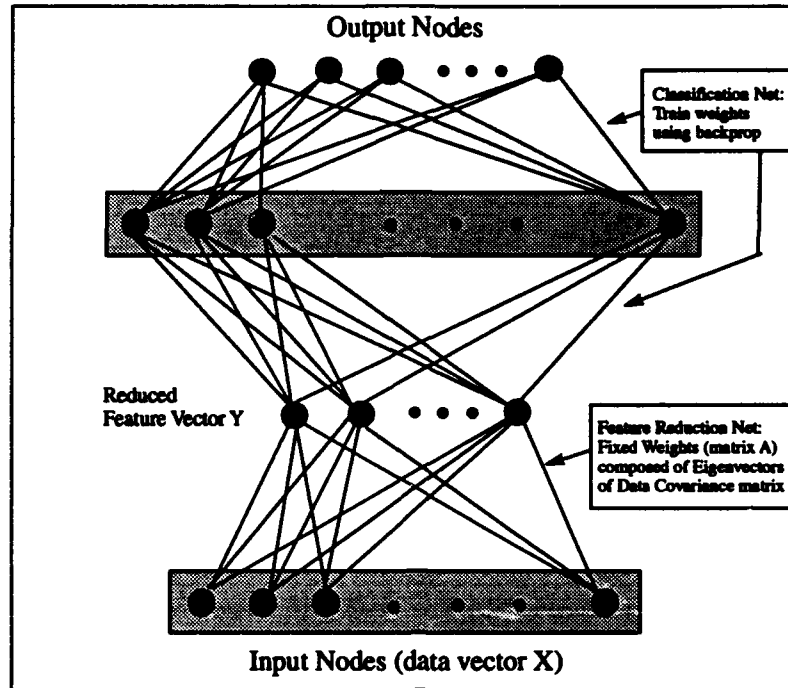 Output Nodes
Classification Net:
Train weights
using backprop
Reduced
Feature Vector Y
Feature Reduction Net:
Fixed Weights (matrix A)
composed of Eigenvectors
of Data Covariance matrix
Input Nodes (data vector X)